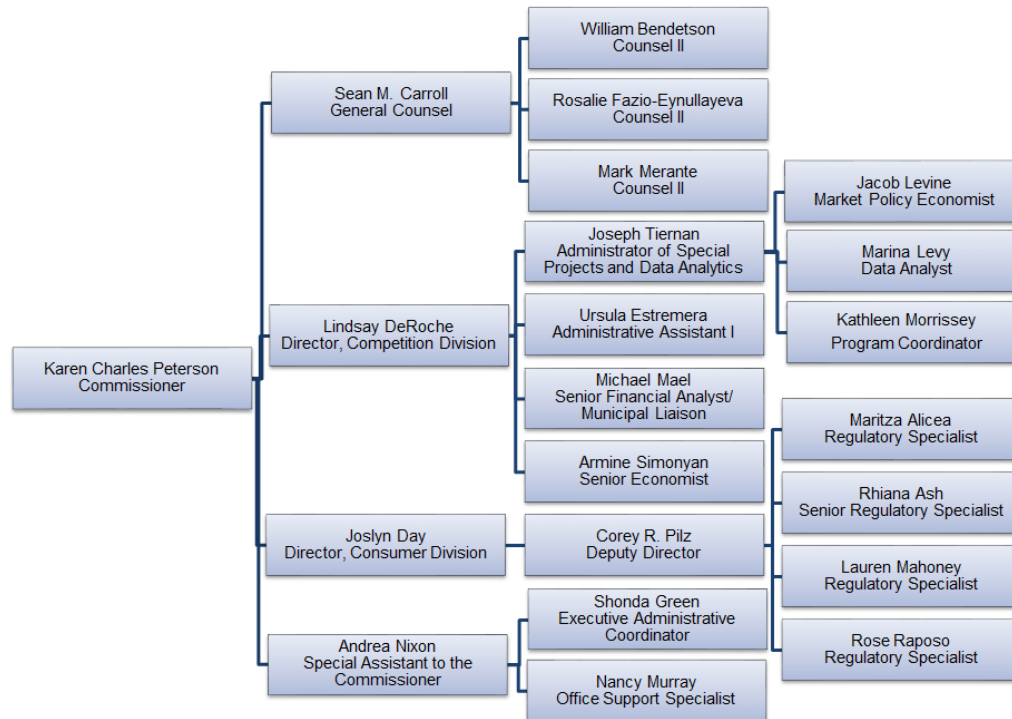 Karen Charles Peterson
Commissioner
Sean M. Carroll
General Counsel
William Bendetson
Counsel II
Rosalie Fazio-Eynullayeva
Counsel II
Mark Merante
Counsel II
Lindsay DeRoche
Director, Competition Division
Joseph Tiernan
Administrator of Special
Projects and Data Analytics
Jacob Levine
Market Policy Economist
Marina Levy
Data Analyst
Kathleen Morrissey
Program Coordinator
Ursula Estremera
Administrative Assistant I
Michael Mael
Senior Financial Analyst/
Municipal Liaison
Armine Simonyan
Senior Economist
Joslyn Day
Director, Consumer Division
Corey R. Pilz
Deputy Director
Maritza Alicea
Regulatory Specialist
Rhiana Ash
Senior Regulatory Specialist
Lauren Mahoney
Regulatory Specialist
Rose Raposo
Regulatory Specialist
Andrea Nixon
Special Assistant to the
Commissioner
Shonda Green
Executive Administrative
Coordinator
Nancy Murray
Office Support Specialist